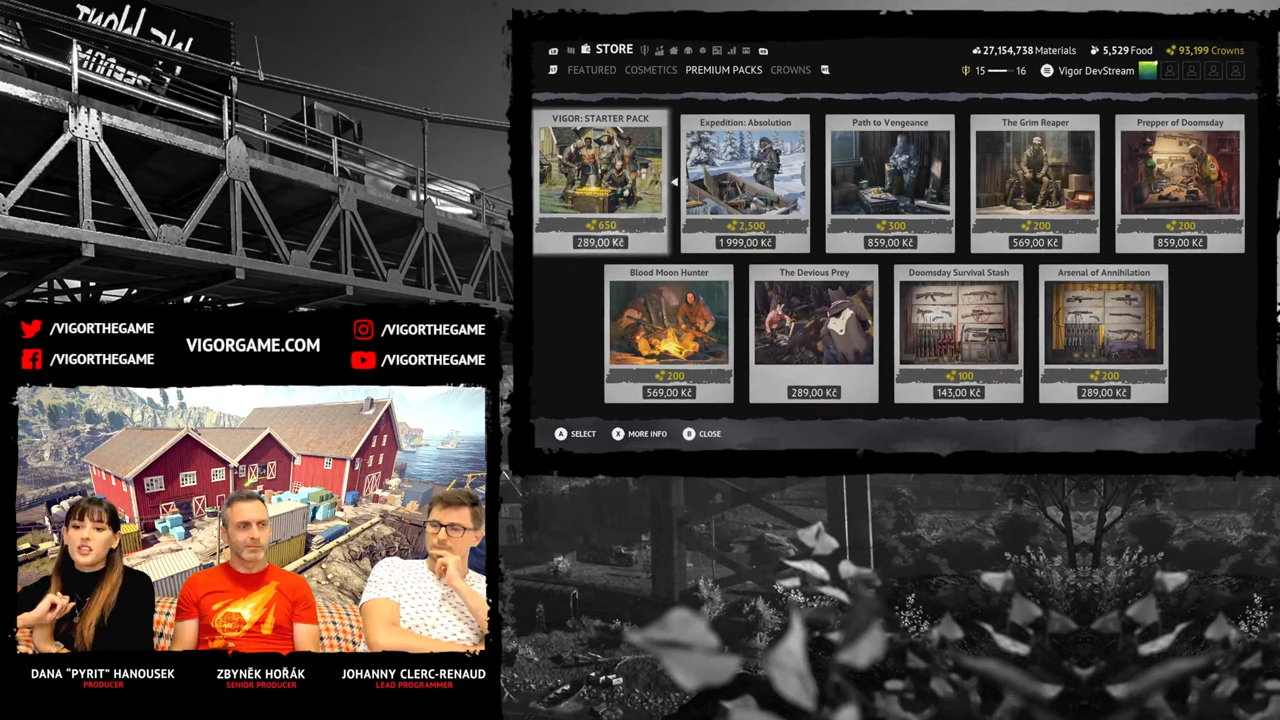 STORE
27,154,738 Materials
5,529 Food
93,199 Crowns
FEATURED
COSMETICS
PREMIUM PACKS
CROWNS
15
16
Vigor DevStream
VIGOR: STARTER PACK
650
289,00 Kč
Expedition: Absolution
2,500
1 999,00 Kč
Path to Vengeance
300
859,00 Kč
The Grim Reaper
200
569,00 Kč
Prepper of Doomsday
200
859,00 Kč
Blood Moon Hunter
200
569,00 Kč
The Devious Prey
289,00 Kč
Doomsday Survival Stash
100
143,00 Kč
Arsenal of Annihilation
200
289,00 Kč
A SELECT
X MORE INFO
B CLOSE
/VIGORTHEGAME
/VIGORTHEGAME
VIGORGAME.COM
/VIGORTHEGAME
/VIGORTHEGAME
DANA "PYRIT" HANOUSEK
PRODUCER
ZBYNĚK HOŘÁK
SENIOR PRODUCER
JOHANNY CLERC-RENAUD
LEAD PROGRAMMER